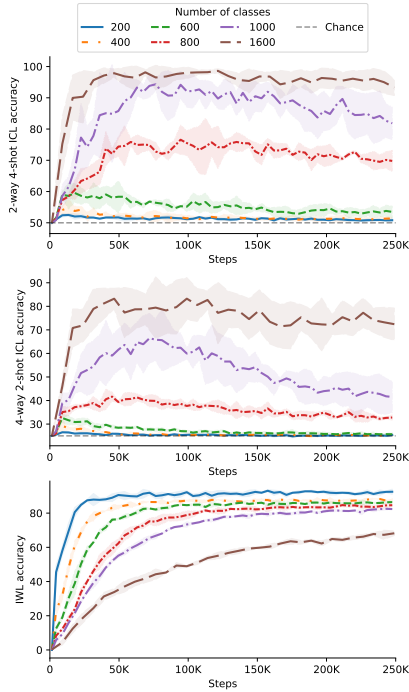 Number of classes
200 600 1000 Chance
400 800 1600
2-way 4-shot ICL accuracy
100
90
80
70
60
50
0 50K 100K 150K 200K 250K
Steps
4-way 2-shot ICL accuracy
90
80
70
60
50
40
30
0 50K 100K 150K 200K 250K
Steps
IWL accuracy
80
60
40
20
0
0 50K 100K 150K 200K 250K
Steps